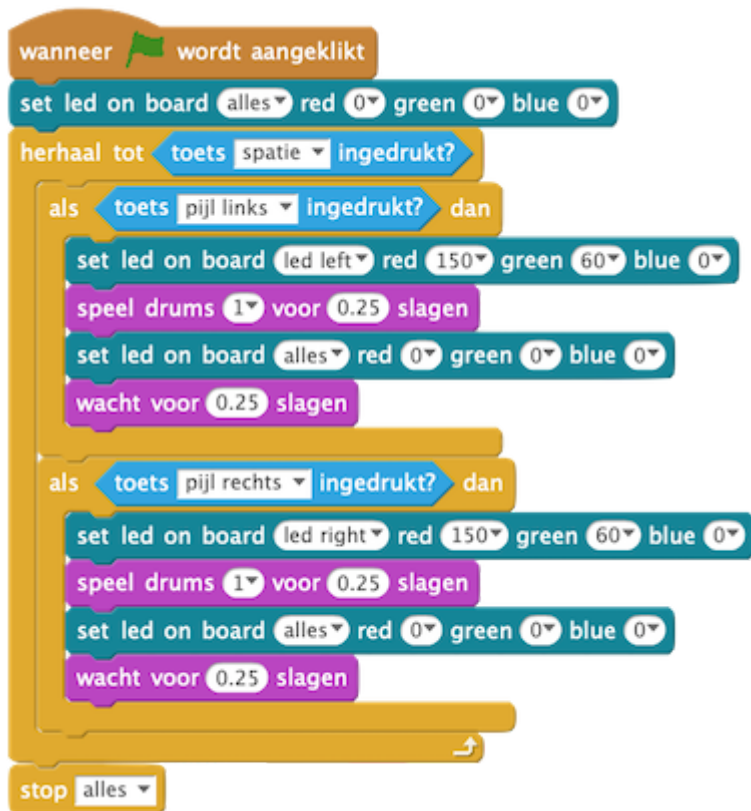 wanneer wordt aangeklikt
set led on board alles red 0 green 0 blue 0
herhaal tot toets spatie ingedrukt?
als toets pijl links ingedrukt? dan
set led on board led left red 150 green 60 blue 0
speel drums 1 voor 0.25 slagen
set led on board alles red 0 green 0 blue 0
wacht voor 0.25 slagen
als toets pijl rechts ingedrukt? dan
set led on board led right red 150 green 60 blue 0
speel drums 1 voor 0.25 slagen
set led on board alles red 0 green 0 blue 0
wacht voor 0.25 slagen
stop alles